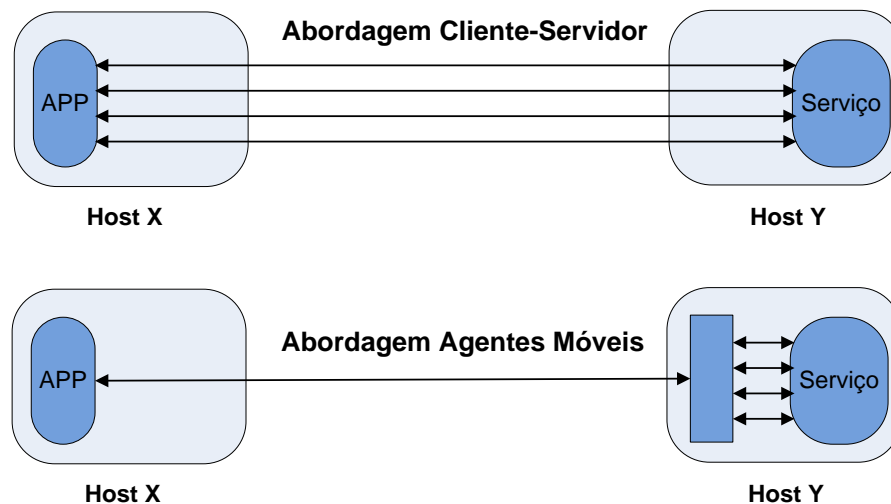 Abordagem Cliente-Servidor
APP
Serviço
Host X
Host Y
Abordagem Agentes Móveis
APP
Serviço
Host X
Host Y